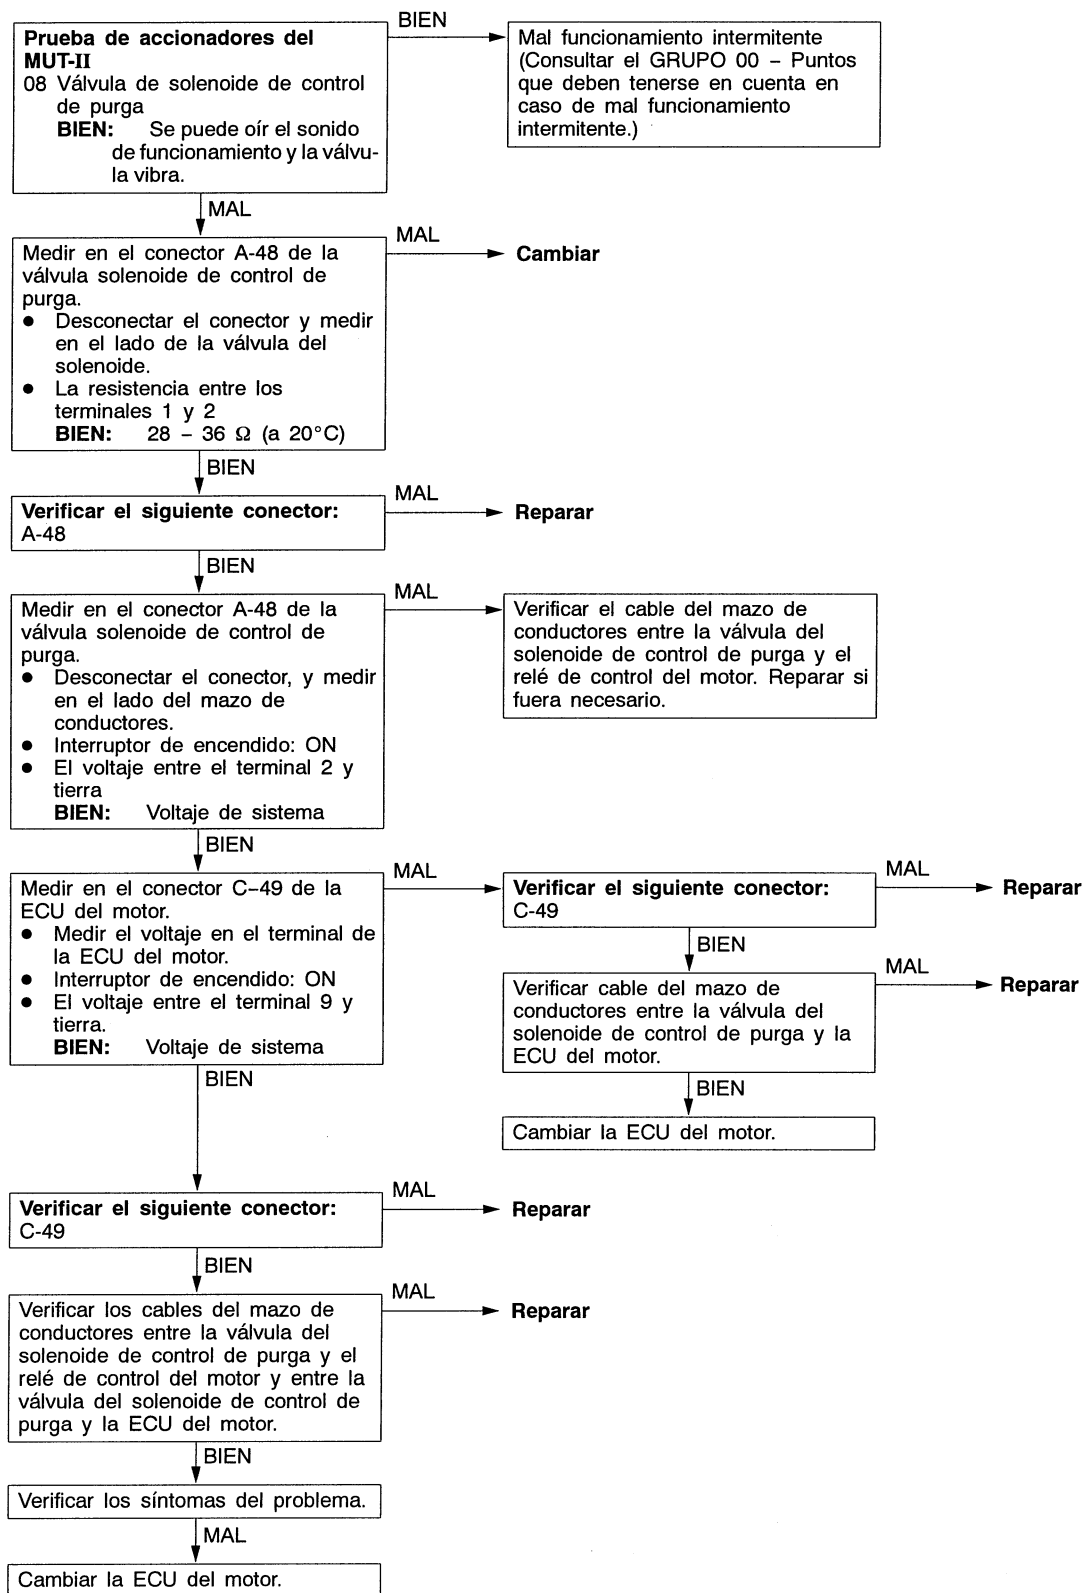 Prueba de accionadores del
MUT-II
08 Válvula de solenoide de control
de purga
BIEN: Se puede oír el sonido
de funcionamiento y la válvu-
la vibra.
BIEN
Mal funcionamiento intermitente
(Consultar el GRUPO 00 – Puntos
que deben tenerse en cuenta en
caso de mal funcionamiento
intermitente.)
MAL
Medir en el conector A-48 de la
válvula solenoide de control de
purga.
● Desconectar el conector y medir
en el lado de la válvula del
solenoide.
● La resistencia entre los
terminales 1 y 2
BIEN: 28 – 36 Ω (a 20°C)
MAL
Cambiar
BIEN
Verificar el siguiente conector:
A-48
MAL
Reparar
BIEN
Medir en el conector A-48 de la
válvula solenoide de control de
purga.
● Desconectar el conector, y medir
en el lado del mazo de
conductores.
● Interruptor de encendido: ON
● El voltaje entre el terminal 2 y
tierra
BIEN: Voltaje de sistema
MAL
Verificar el cable del mazo de
conductores entre la válvula del
solenoide de control de purga y el
relé de control del motor. Reparar si
fuera necesario.
BIEN
Medir en el conector C–49 de la
ECU del motor.
● Medir el voltaje en el terminal de
la ECU del motor.
● Interruptor de encendido: ON
● El voltaje entre el terminal 9 y
tierra.
BIEN: Voltaje de sistema
MAL
Verificar el siguiente conector:
C-49
MAL
Reparar
BIEN
Verificar cable del mazo de
conductores entre la válvula del
solenoide de control de purga y la
ECU del motor.
MAL
Reparar
BIEN
Cambiar la ECU del motor.
BIEN
Verificar el siguiente conector:
C-49
MAL
Reparar
BIEN
Verificar los cables del mazo de
conductores entre la válvula del
solenoide de control de purga y el
relé de control del motor y entre la
válvula del solenoide de control de
purga y la ECU del motor.
MAL
Reparar
BIEN
Verificar los síntomas del problema.
MAL
Cambiar la ECU del motor.